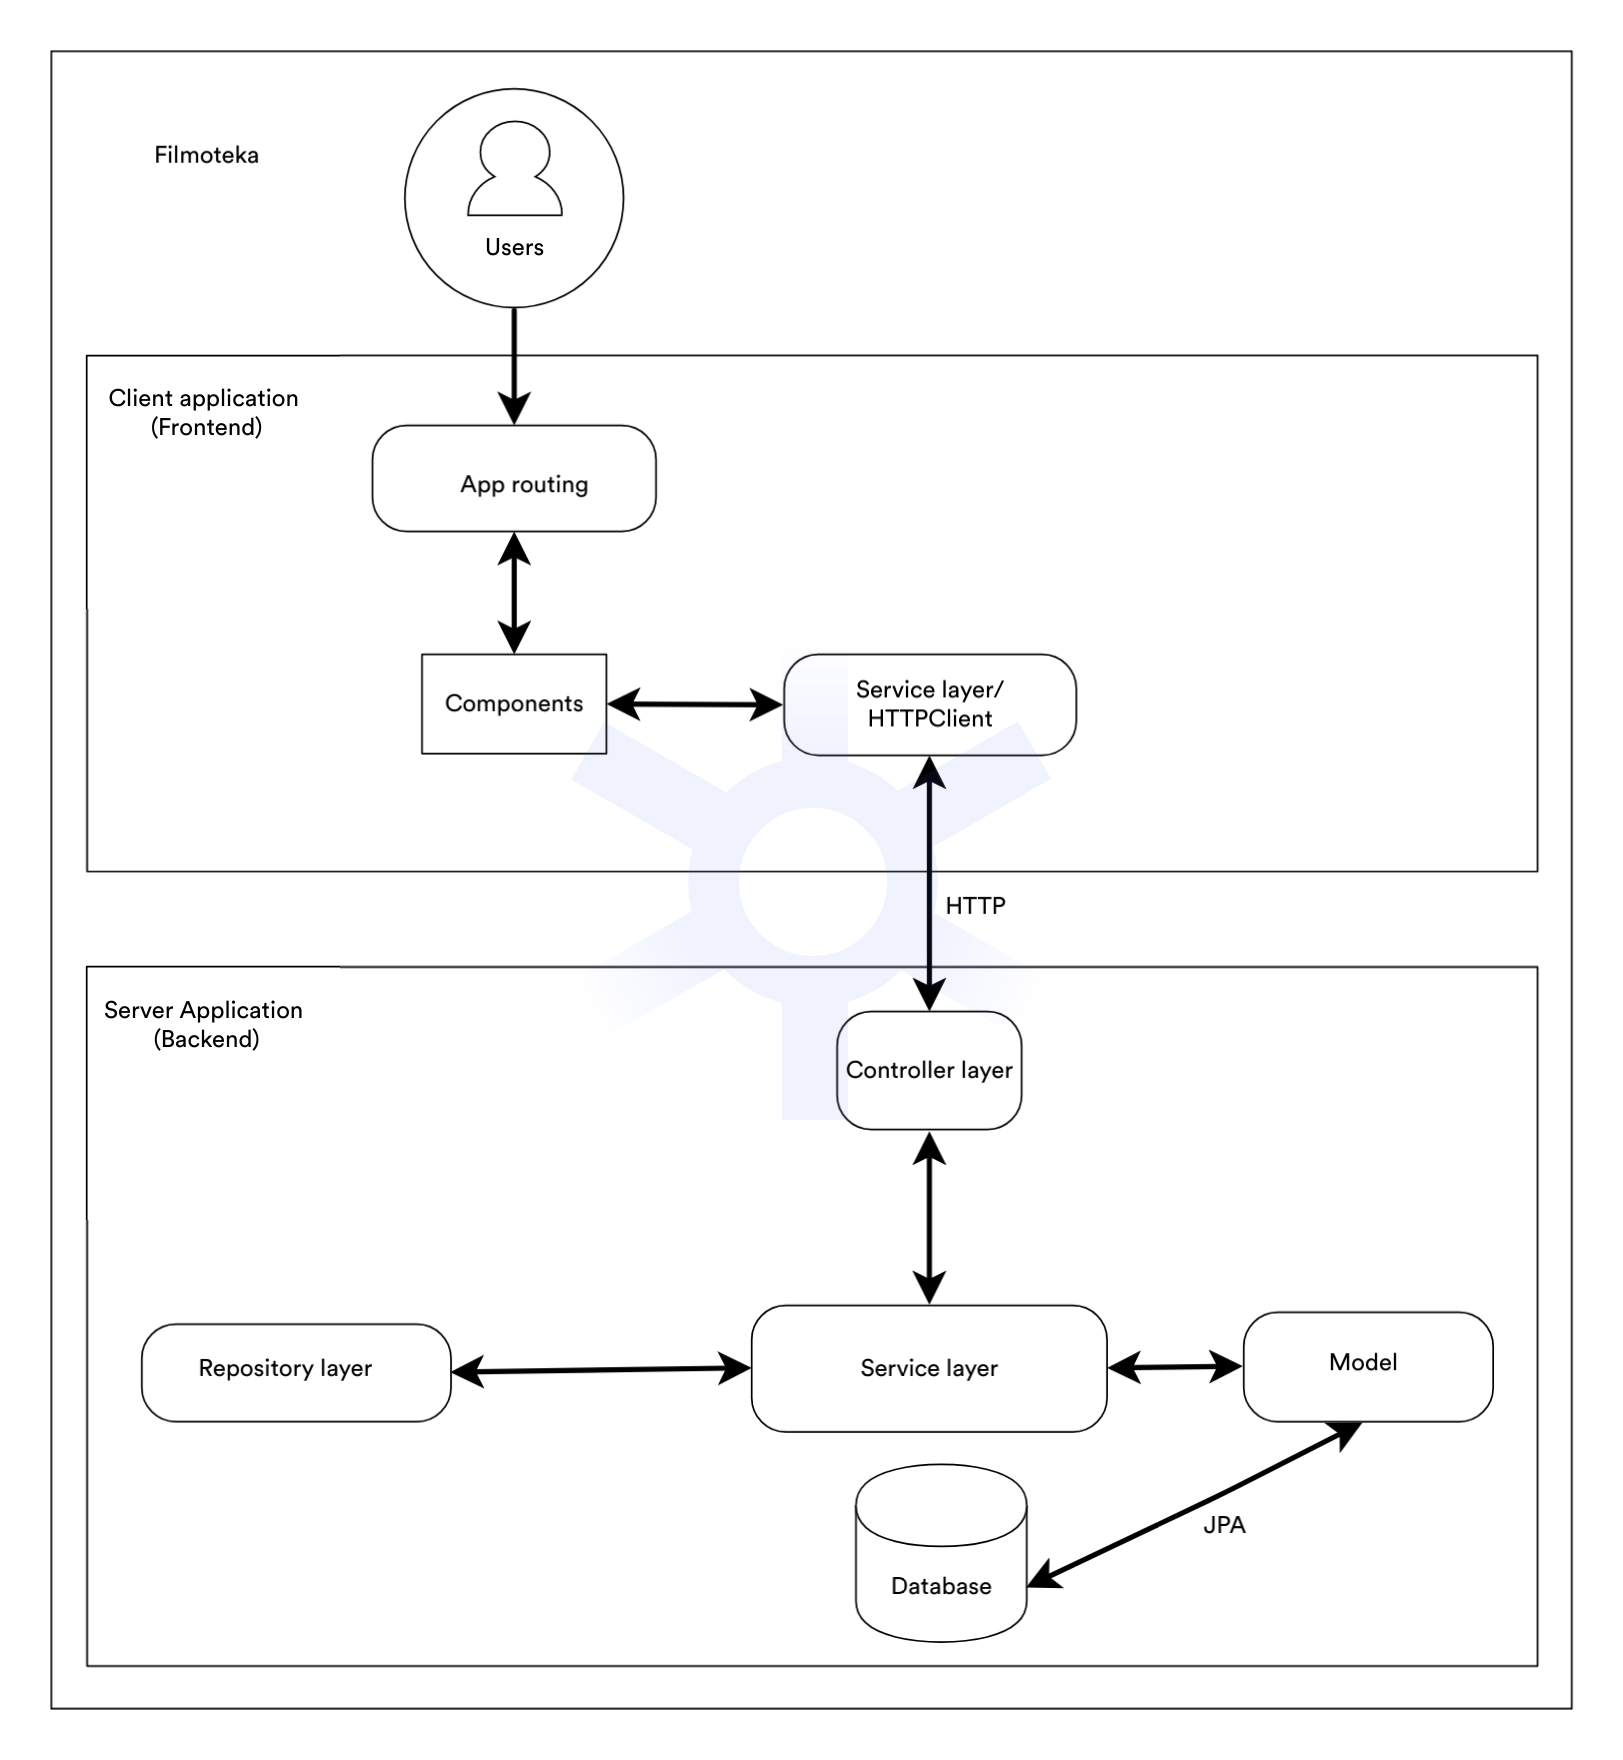 Filmoteka
Users
Client application
(Frontend)
App routing
Components
Service layer/
HTTPClient
HTTP
Server Application
(Backend)
Controller layer
Repository layer
Service layer
Model
JPA
Database